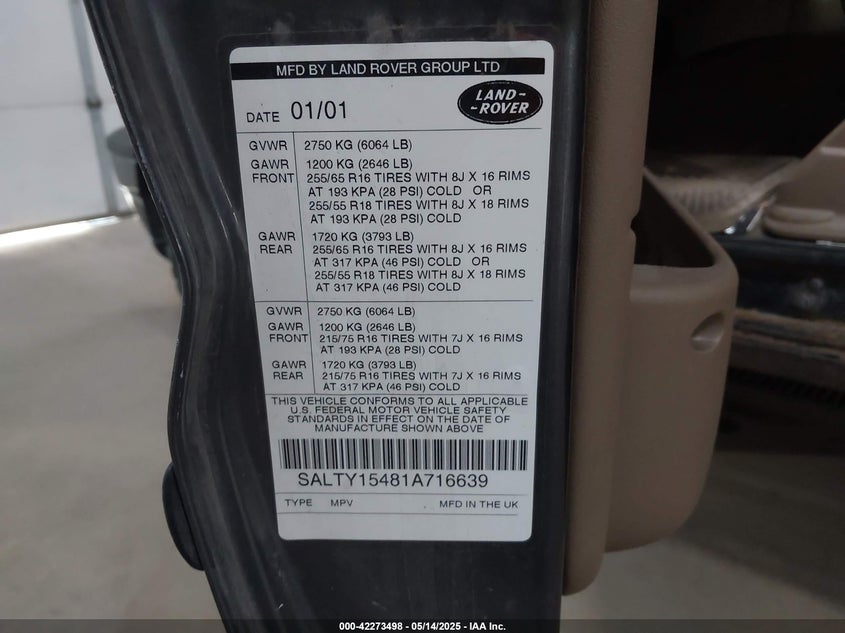 MFD BY LAND ROVER GROUP LTD
DATE 01/01
LAND-
-ROVER
GVWR 2750 KG (6064 LB)
GAWR 1200 KG (2646 LB)
FRONT 255/65 R16 TIRES WITH 8J X 16 RIMS
AT 193 KPA (28 PSI) COLD OR
255/55 R18 TIRES WITH 8J X 18 RIMS
AT 193 KPA (28 PSI) COLD
GAWR 1720 KG (3793 LB)
REAR 255/65 R16 TIRES WITH 8J X 16 RIMS
AT 317 KPA (46 PSI) COLD OR
255/55 R18 TIRES WITH 8J X 18 RIMS
AT 317 KPA (46 PSI) COLD
GVWR 2750 KG (6064 LB)
GAWR 1200 KG (2646 LB)
FRONT 215/75 R16 TIRES WITH 7J X 16 RIMS
AT 193 KPA (28 PSI) COLD
GAWR 1720 KG (3793 LB)
REAR 215/75 R16 TIRES WITH 7J X 16 RIMS
AT 317 KPA (46 PSI) COLD
THIS VEHICLE CONFORMS TO ALL APPLICABLE
U.S. FEDERAL MOTOR VEHICLE SAFETY
STANDARDS IN EFFECT ON THE DATE OF
MANUFACTURE SHOWN ABOVE
SALTY15481A716639
TYPE MPV MFD IN THE UK
000-42273498 - 05/14/2025 - IAA Inc.